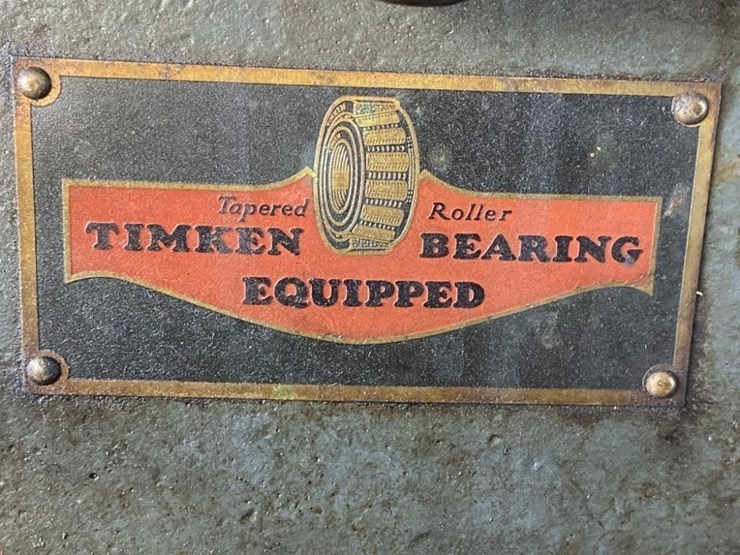 Tapered Roller
TIMKEN BEARING
EQUIPPED